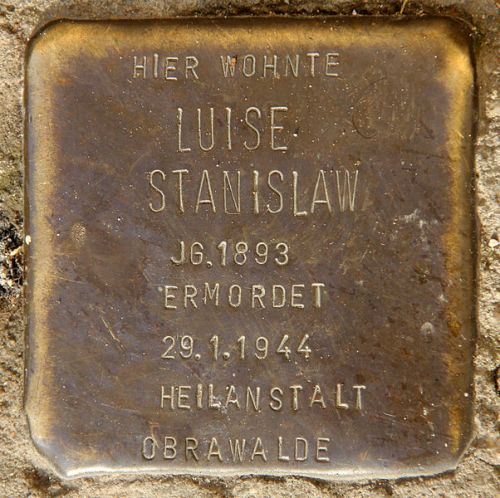 HIER WOHNTE
LUISE
STANISLAW
JG.1893
ERMORDET
29.1.1944
HEILANSTALT
OBRAWALDE